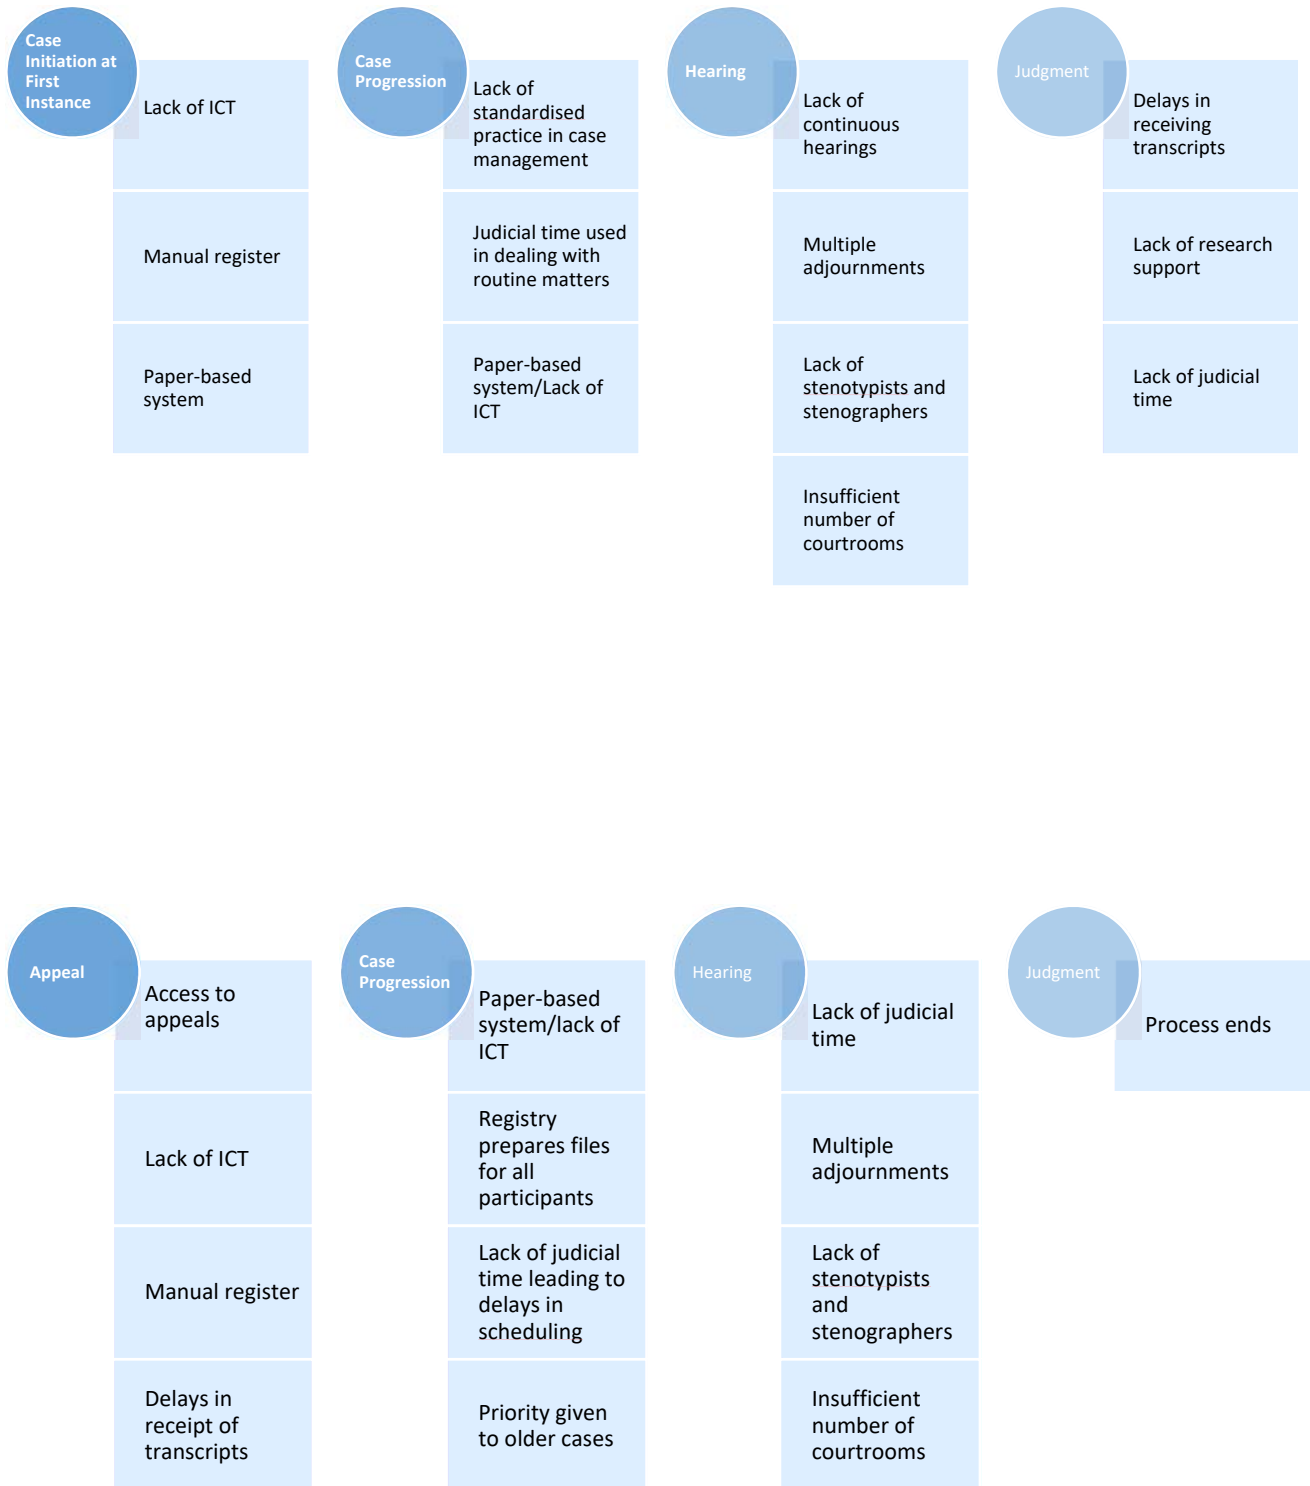 Case
Initiation at
First
Instance
Lack of ICT
Manual register
Paper-based
system
Case
Progression
Lack of
standardised
practice in case
management
Judicial time used
in dealing with
routine matters
Paper-based
system/Lack of
ICT
Hearing
Lack of
continuous
hearings
Multiple
adjournments
Lack of
stenotypists and
stenographers
Insufficient
number of
courtrooms
Judgment
Delays in
receiving
transcripts
Lack of research
support
Lack of judicial
time
Appeal
Access to
appeals
Lack of ICT
Manual register
Delays in
receipt of
transcripts
Case
Progression
Paper-based
system/lack of
ICT
Registry
prepares files
for all
participants
Lack of judicial
time leading to
delays in
scheduling
Priority given
to older cases
Hearing
Lack of judicial
time
Multiple
adjournments
Lack of
stenotypists
and
stenographers
Insufficient
number of
courtrooms
Judgment
Process ends